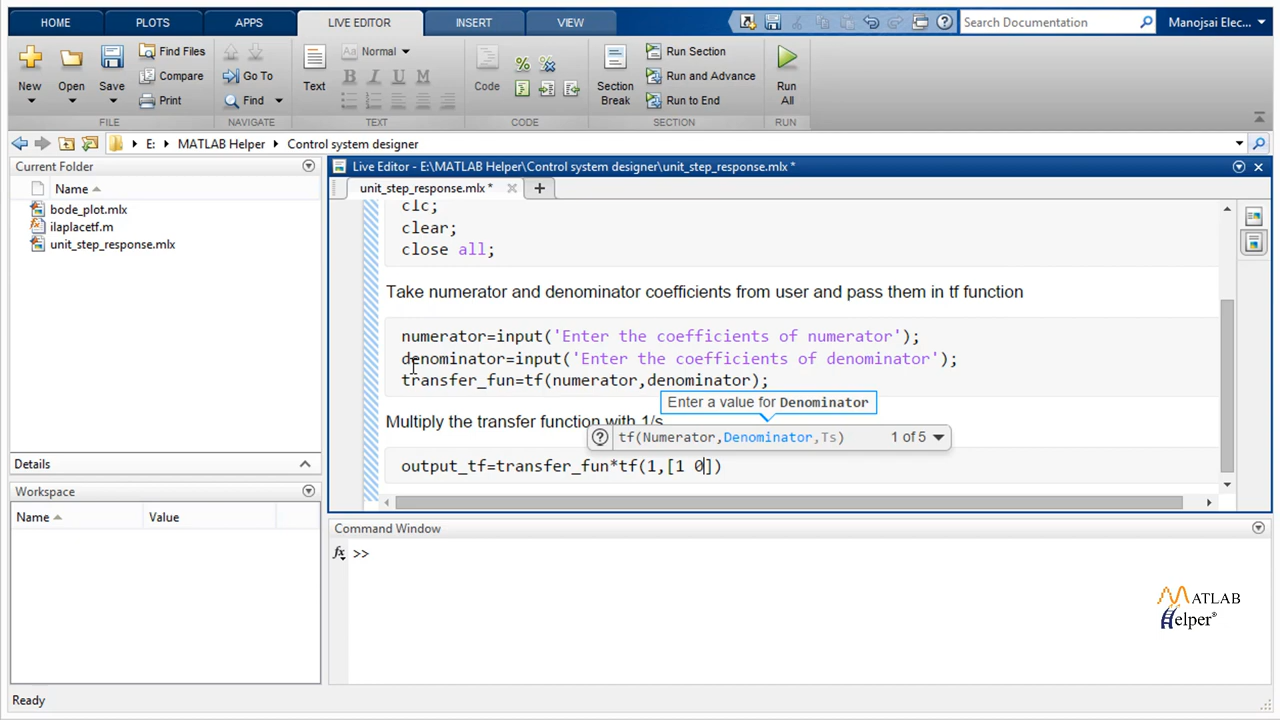 HOME PLOTS APPS LIVE EDITOR INSERT VIEW Search Documentation Manojsai Elec...
New Open Save Find Files Compare Print Go To Find Text Aa Normal B I U M Code Section Break Run Section Run and Advance Run to End Run All
FILE NAVIGATE TEXT CODE SECTION RUN
E: MATLAB Helper Control system designer
Current Folder
Name
bode_plot.mlx
ilaplacetf.m
unit_step_response.mlx
Details
Workspace
Name Value
Live Editor - E:\MATLAB Helper\Control system designer\unit_step_response.mlx *
unit_step_response.mlx *
clc;
clear;
close all;
Take numerator and denominator coefficients from user and pass them in tf function
numerator=input('Enter the coefficients of numerator');
denominator=input('Enter the coefficients of denominator');
transfer_fun=tf(numerator,denominator);
Enter a value for Denominator
Multiply the transfer function with 1/s
tf(Numerator,Denominator,Ts) 1 of 5
output_tf=transfer_fun*tf(1,[1 0])
Command Window
fx >>
MATLAB
Helper®
Ready